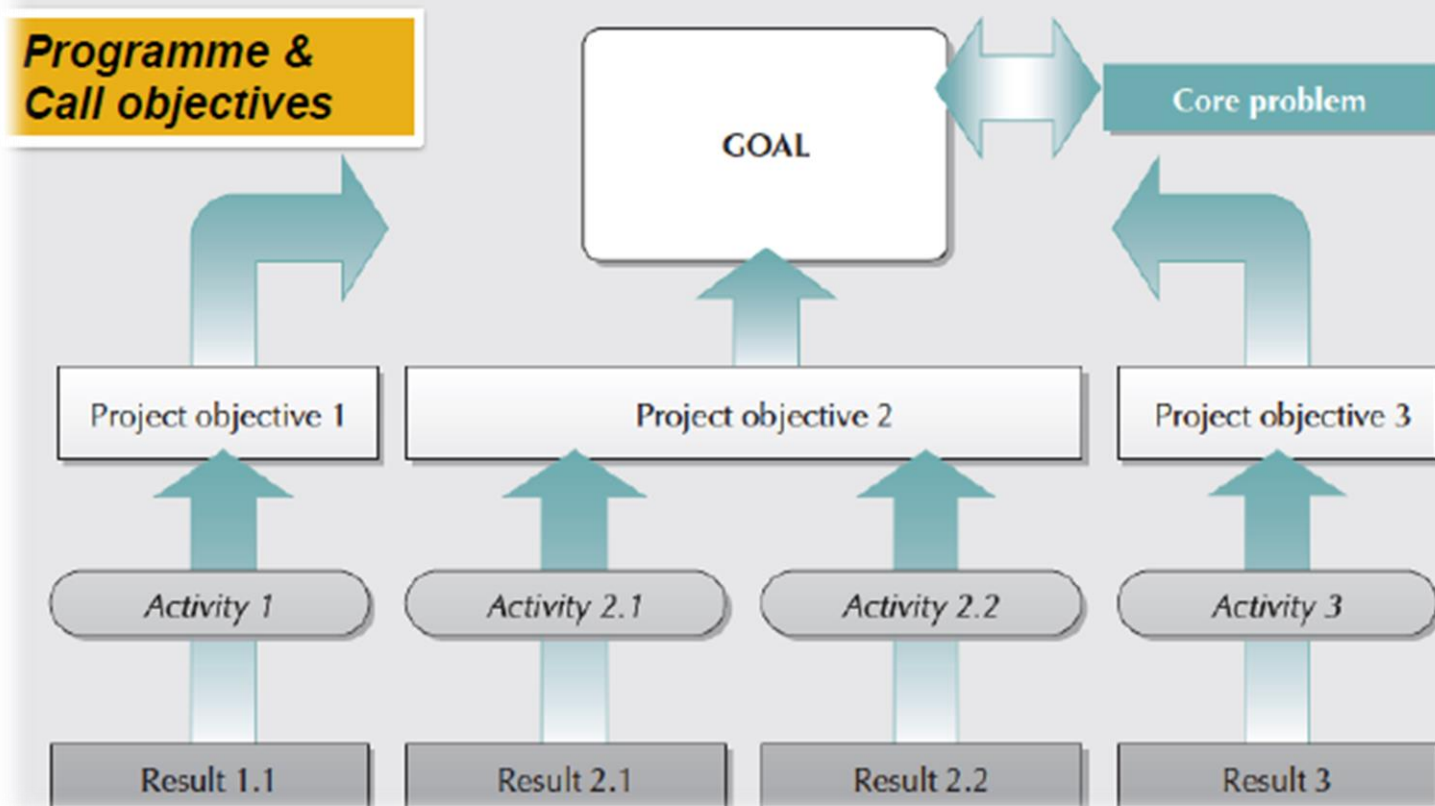 Programme &
Call objectives
GOAL
Core problem
Project objective 1
Project objective 2
Project objective 3
Activity 1
Activity 2.1
Activity 2.2
Activity 3
Result 1.1
Result 2.1
Result 2.2
Result 3